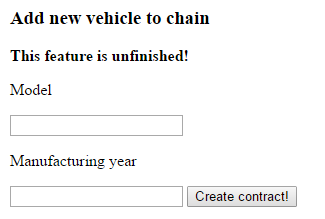 Add new vehicle to chain
This feature is unfinished!
Model
Manufacturing year
Create contract!